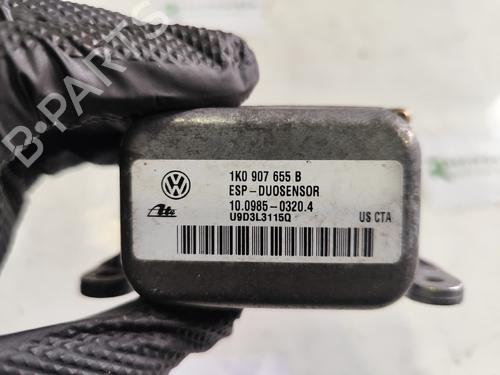 B-PARTS
1K0 907 655 B
ESP-DUOSENSOR
10.0985-0320.4
U9D3L3115Q
US CTA
Ate